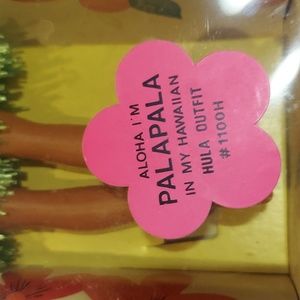 ALOHA I'M
PALAPALA
IN MY HAWAIIAN
HULA OUTFIT
#1100H